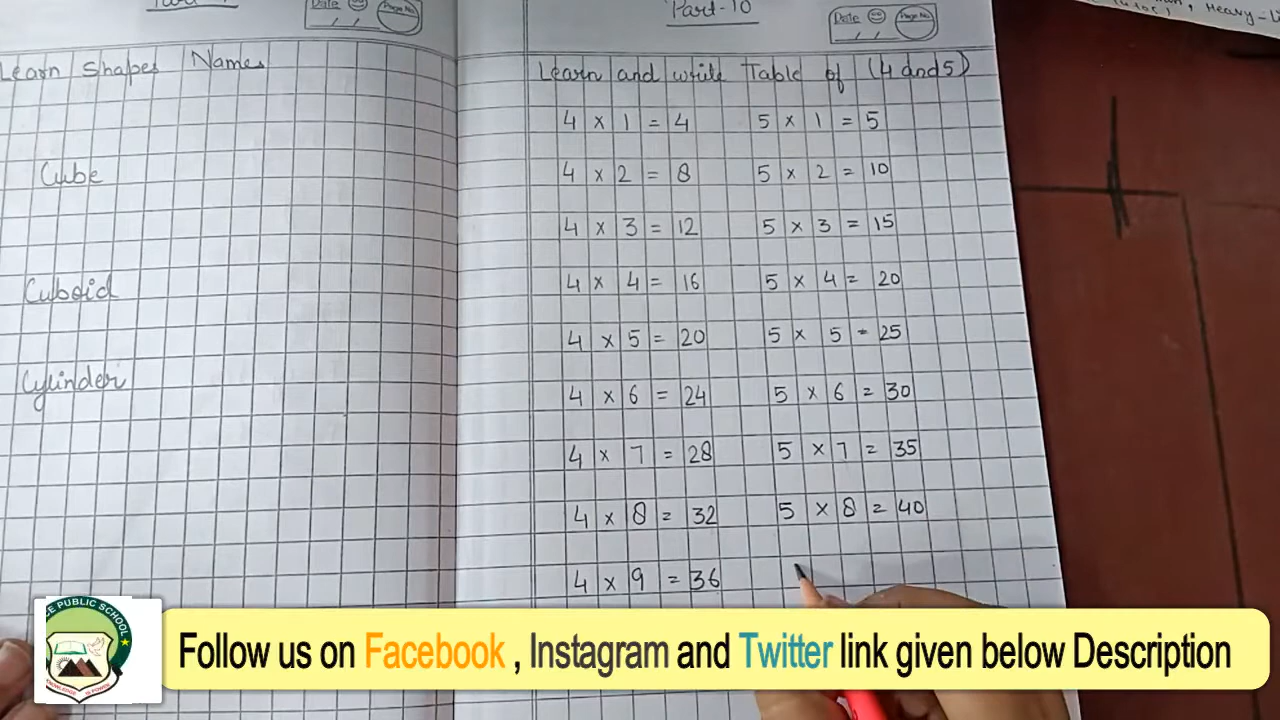 Date
Page No.
Learn Shapes Names
Cube
Cuboid
Cylinder
Part-10
Date
Page No.
Learn and write Table of (4 and 5)
4 x 1 = 4 5 x 1 = 5
4 x 2 = 8 5 x 2 = 10
4 x 3 = 12 5 x 3 = 15
4 x 4 = 16 5 x 4 = 20
4 x 5 = 20 5 x 5 = 25
4 x 6 = 24 5 x 6 = 30
4 x 7 = 28 5 x 7 = 35
4 x 8 = 32 5 x 8 = 40
4 x 9 = 36
PUBLIC SCHOOL
Follow us on Facebook , Instagram and Twitter link given below Description